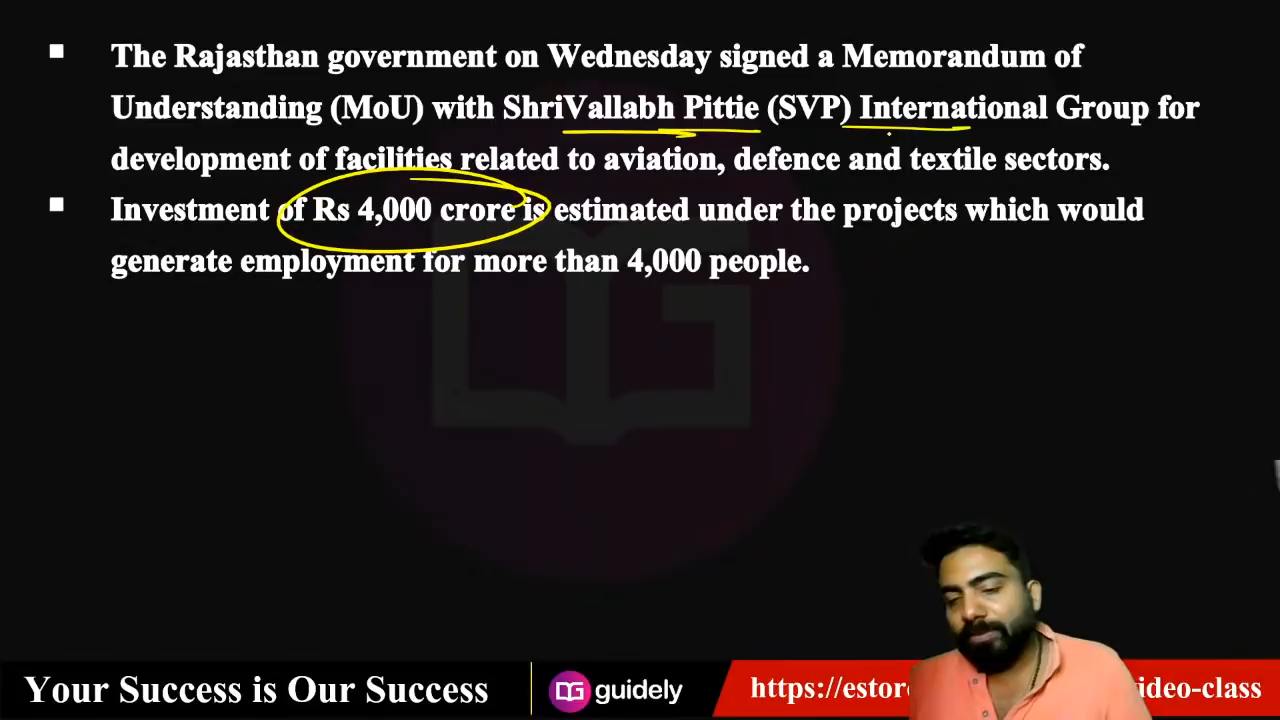 ▪ The Rajasthan government on Wednesday signed a Memorandum of
Understanding (MoU) with ShriVallabh Pittie (SVP) International Group for
development of facilities related to aviation, defence and textile sectors.
▪ Investment of Rs 4,000 crore is estimated under the projects which would
generate employment for more than 4,000 people.
Your Success is Our Success
guidely
https://estor
ideo-class